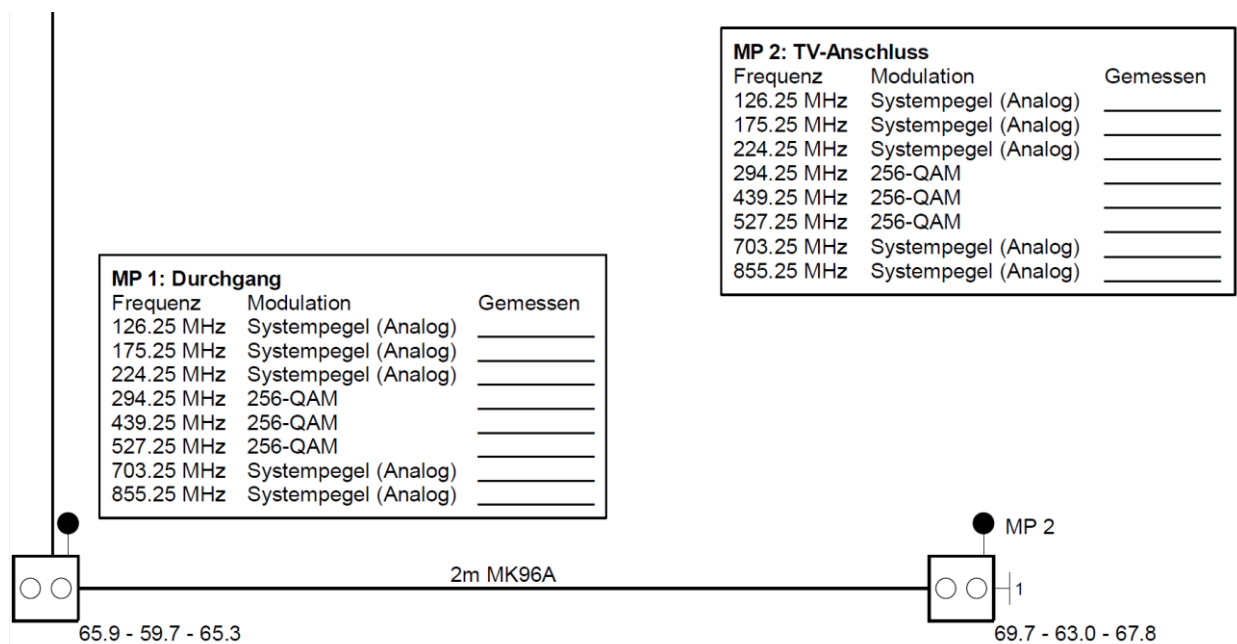 MP 2: TV-Anschluss
Frequenz Modulation Gemessen
126.25 MHz Systempegel (Analog)
175.25 MHz Systempegel (Analog)
224.25 MHz Systempegel (Analog)
294.25 MHz 256-QAM
439.25 MHz 256-QAM
527.25 MHz 256-QAM
703.25 MHz Systempegel (Analog)
855.25 MHz Systempegel (Analog)
MP 1: Durchgang
Frequenz Modulation Gemessen
126.25 MHz Systempegel (Analog)
175.25 MHz Systempegel (Analog)
224.25 MHz Systempegel (Analog)
294.25 MHz 256-QAM
439.25 MHz 256-QAM
527.25 MHz 256-QAM
703.25 MHz Systempegel (Analog)
855.25 MHz Systempegel (Analog)
MP 2
2m MK96A
1
65.9 - 59.7 - 65.3
69.7 - 63.0 - 67.8